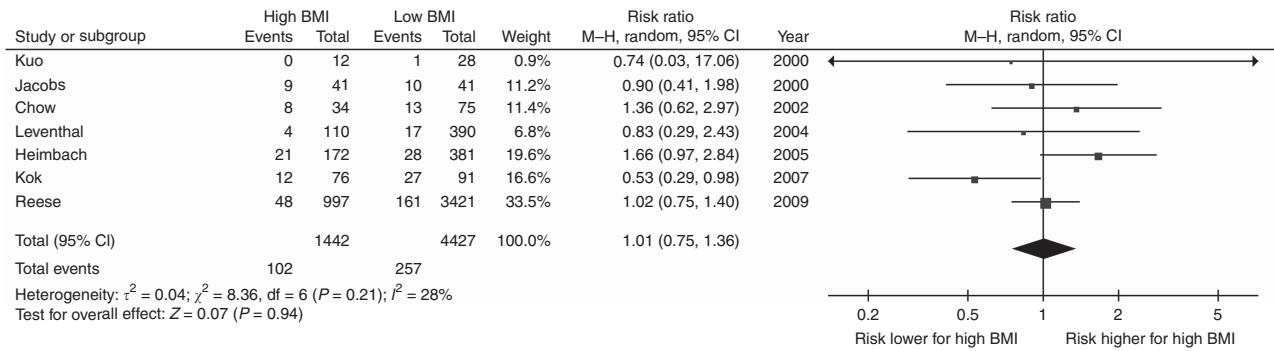 High BMI Low BMI Risk ratio Risk ratio
Study or subgroup Events Total Events Total Weight M–H, random, 95% CI Year M–H, random, 95% CI
Kuo 0 12 1 28 0.9% 0.74 (0.03, 17.06) 2000
Jacobs 9 41 10 41 11.2% 0.90 (0.41, 1.98) 2000
Chow 8 34 13 75 11.4% 1.36 (0.62, 2.97) 2002
Leventhal 4 110 17 390 6.8% 0.83 (0.29, 2.43) 2004
Heimbach 21 172 28 381 19.6% 1.66 (0.97, 2.84) 2005
Kok 12 76 27 91 16.6% 0.53 (0.29, 0.98) 2007
Reese 48 997 161 3421 33.5% 1.02 (0.75, 1.40) 2009
Total (95% CI) 1442 4427 100.0% 1.01 (0.75, 1.36)
Total events 102 257
Heterogeneity: τ² = 0.04; χ² = 8.36, df = 6 (P = 0.21); I² = 28%
Test for overall effect: Z = 0.07 (P = 0.94)
0.2 0.5 1 2 5
Risk lower for high BMI Risk higher for high BMI